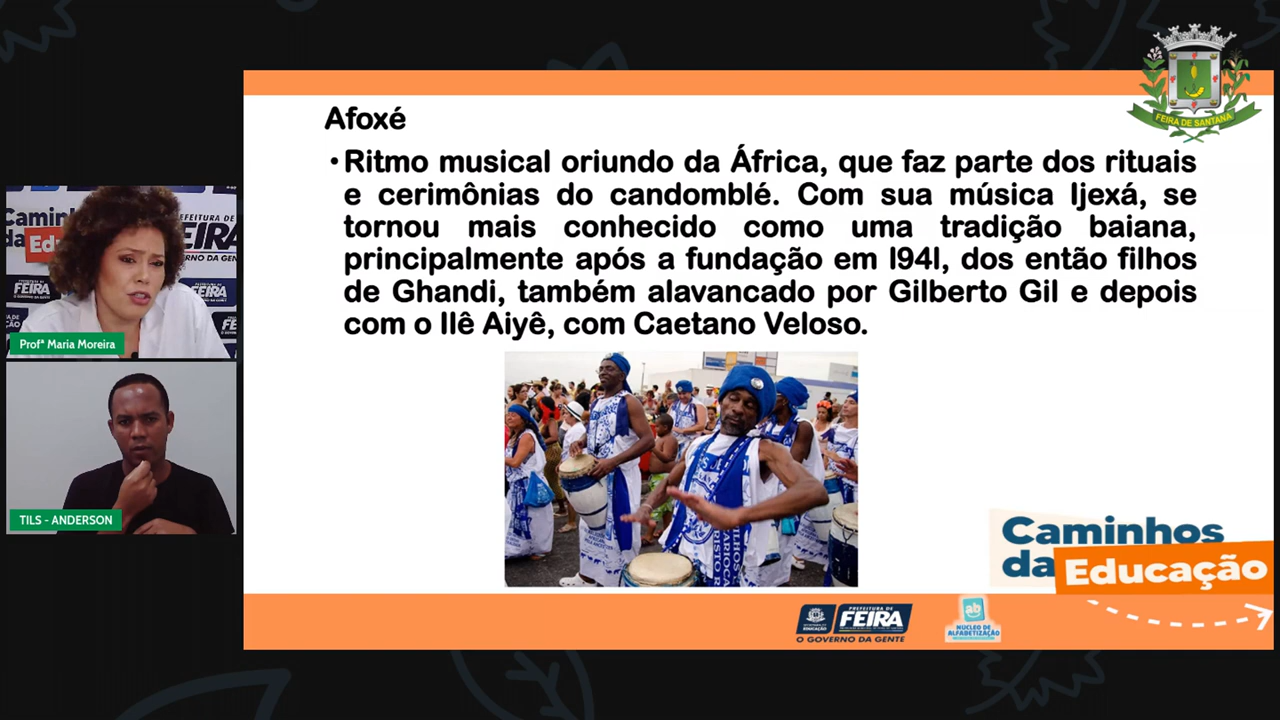 FEIRA DE SANTANA
Afoxé
• Ritmo musical oriundo da África, que faz parte dos rituais
e cerimônias do candomblé. Com sua música Ijexá, se
tornou mais conhecido como uma tradição baiana,
principalmente após a fundação em I94I, dos então filhos
de Ghandi, também alavancado por Gilberto Gil e depois
com o Ilê Aiyê, com Caetano Veloso.
Profª Maria Moreira
TILS - ANDERSON
Caminhos
da Educação
EDUCAÇÃO
PREFEITURA DE
FEIRA
O GOVERNO DA GENTE
ab
NÚCLEO DE
ALFABETIZAÇÃO